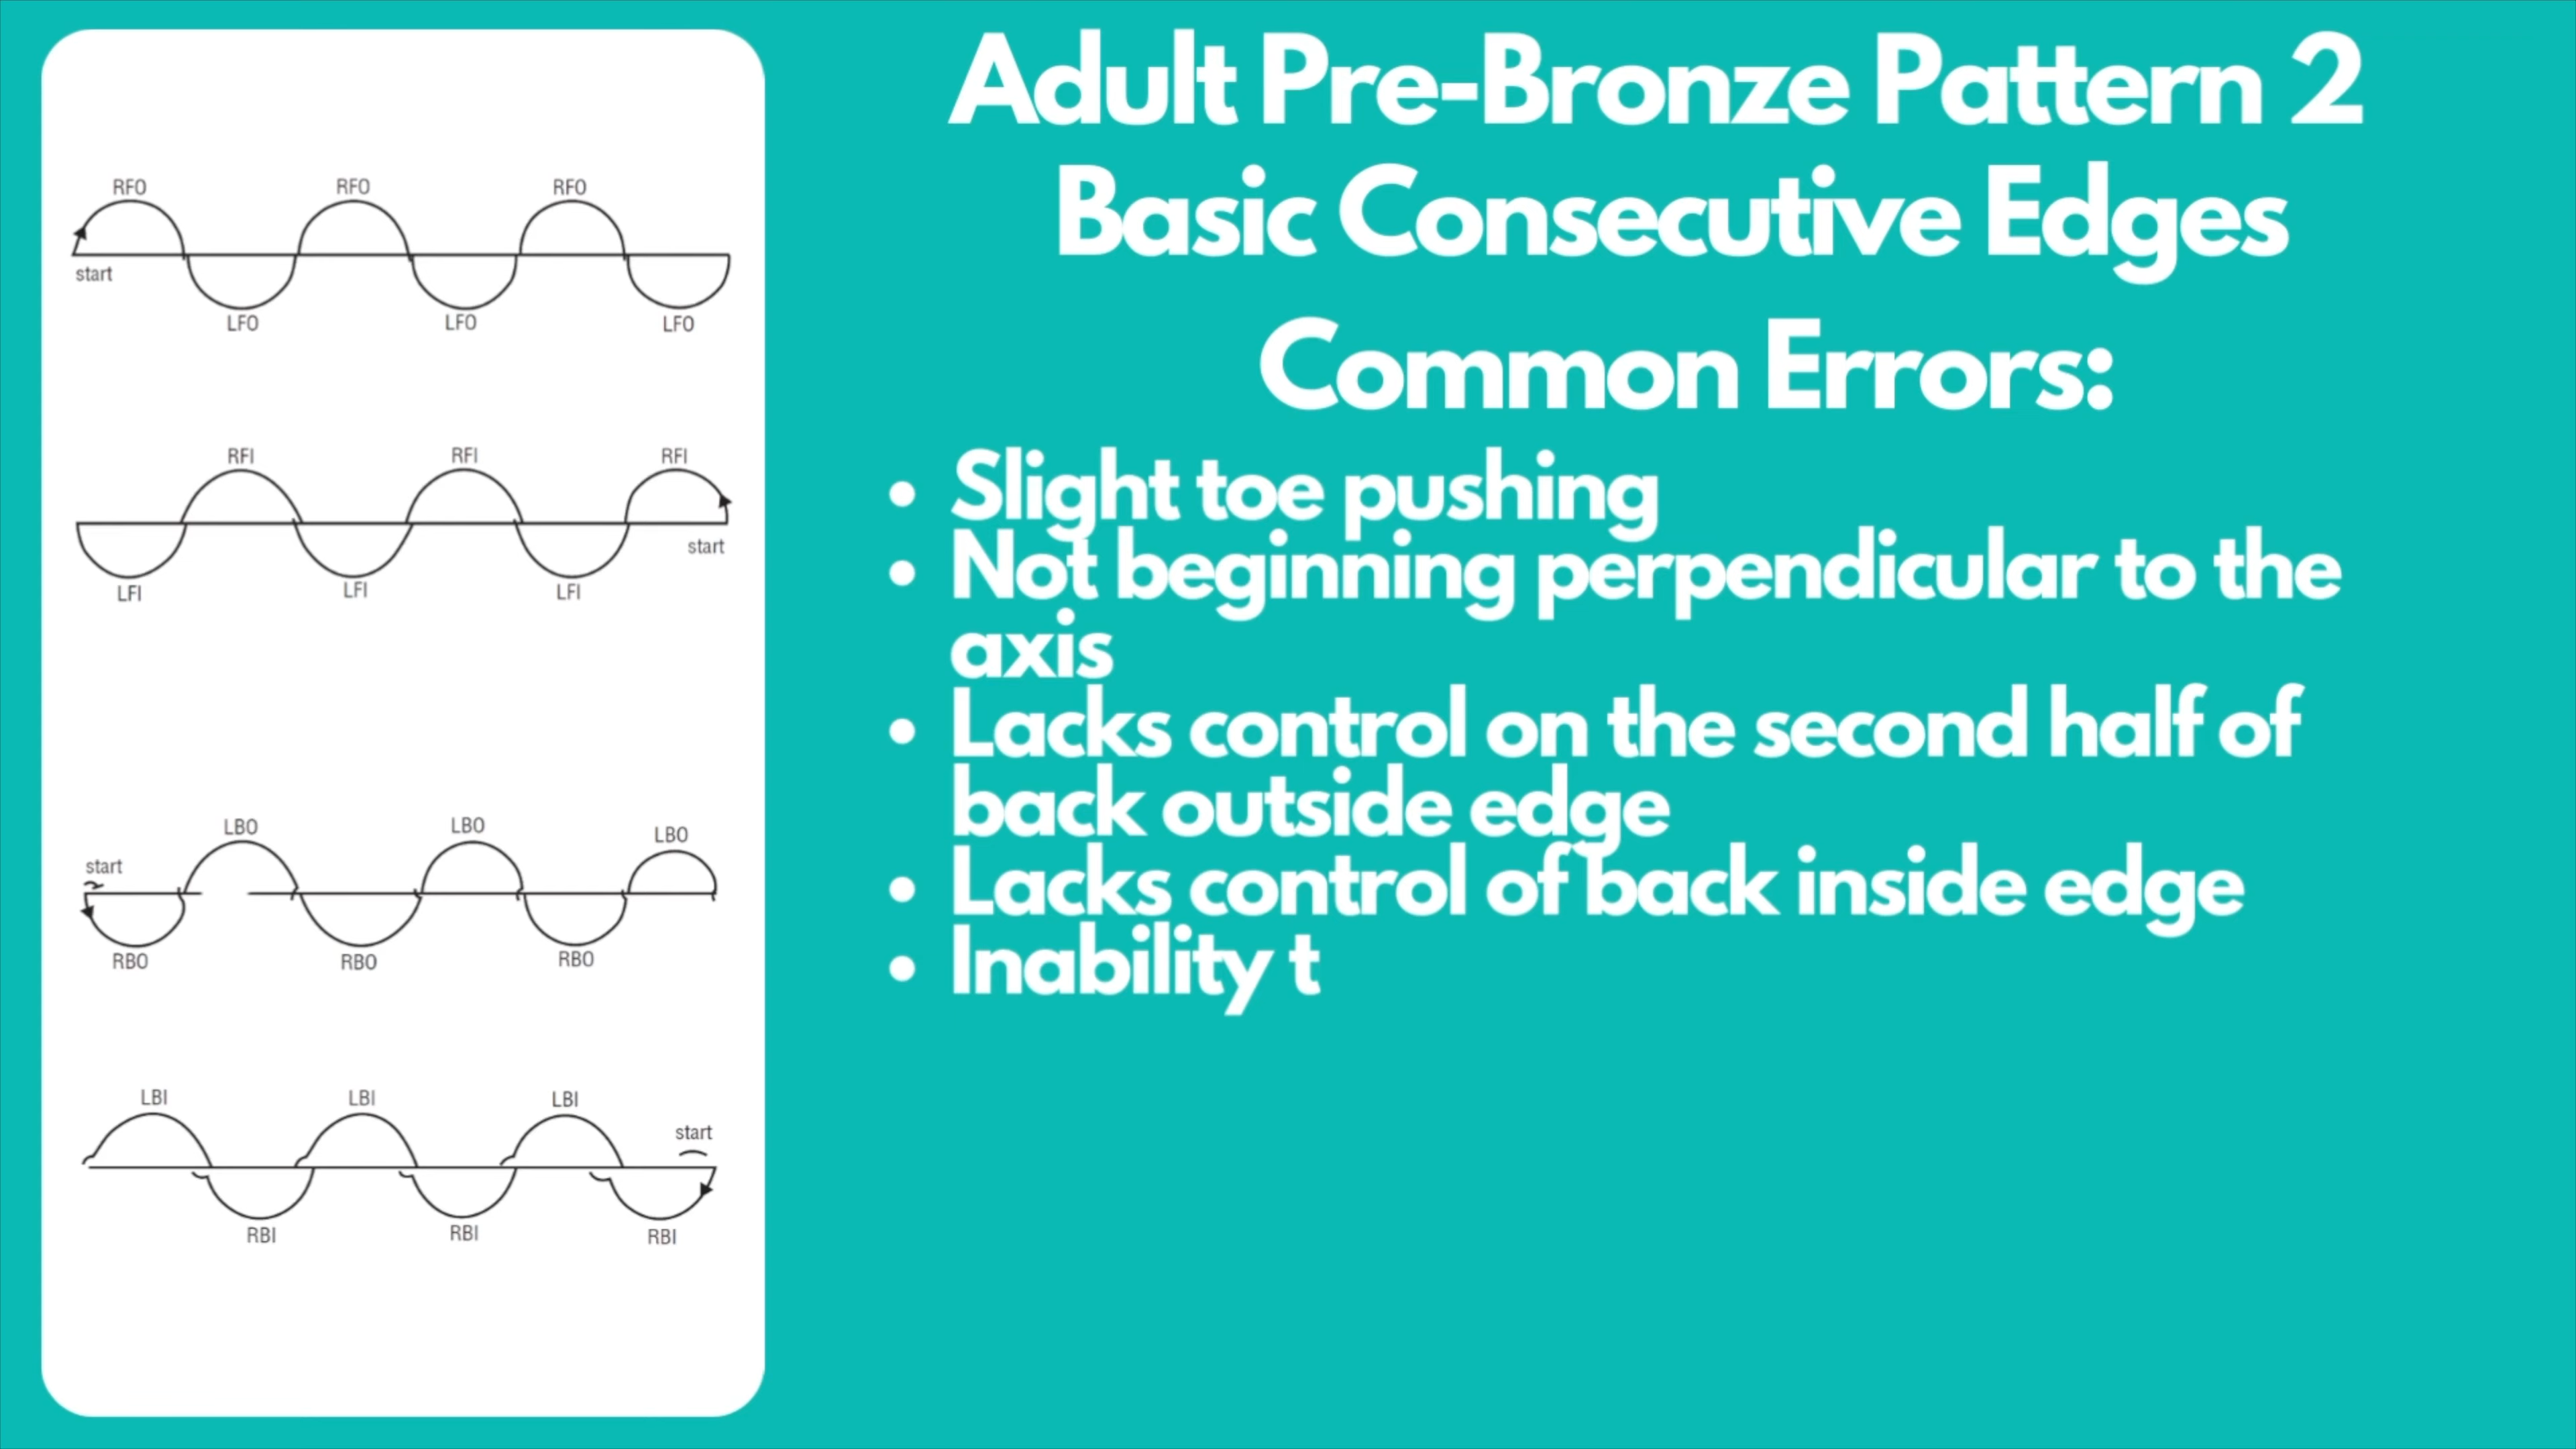 Adult Pre-Bronze Pattern 2
Basic Consecutive Edges
Common Errors:
• Slight toe pushing
• Not beginning perpendicular to the
axis
• Lacks control on the second half of
back outside edge
• Lacks control of back inside edge
• Inability t
RFO RFO RFO
start
LFO LFO LFO
RFI RFI RFI
start
LFI LFI LFI
LBO LBO LBO
start
RBO RBO RBO
LBI LBI LBI
start
RBI RBI RBI